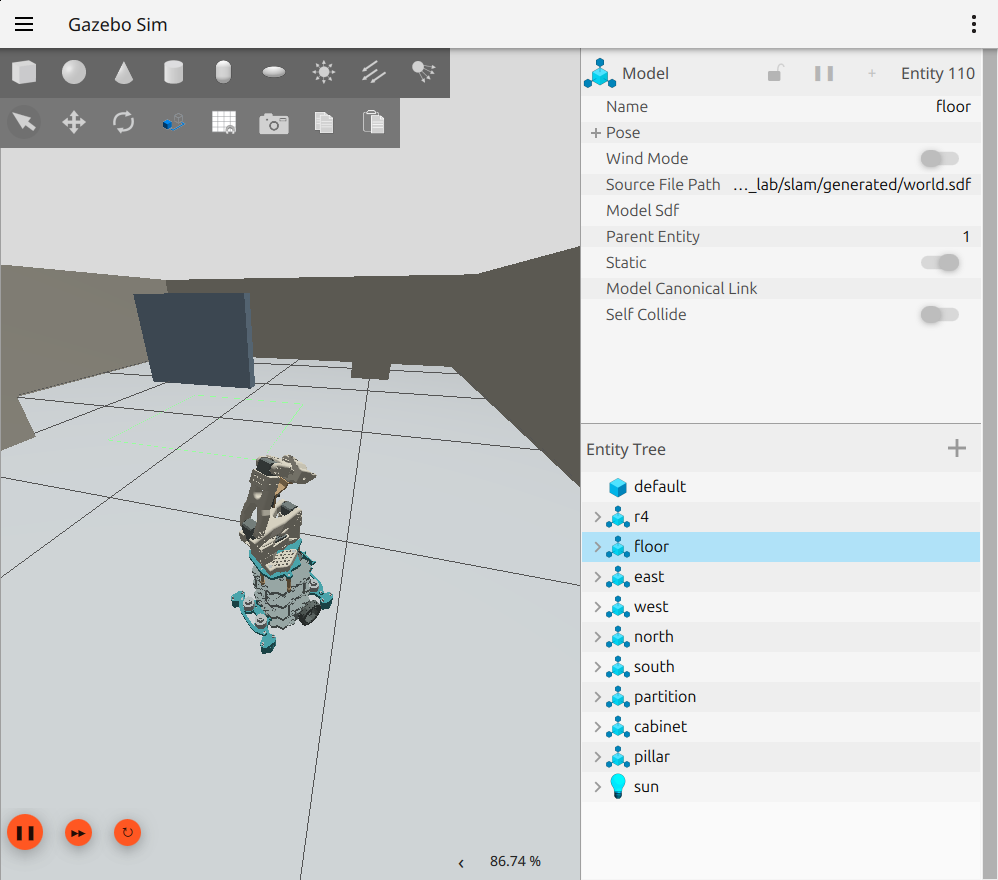 Gazebo Sim
Model
Entity 110
Name floor
Pose
Wind Mode
Source File Path ..._lab/slam/generated/world.sdf
Model Sdf
Parent Entity 1
Static
Model Canonical Link
Self Collide
Entity Tree
default
r4
floor
east
west
north
south
partition
cabinet
pillar
sun
86.74 %